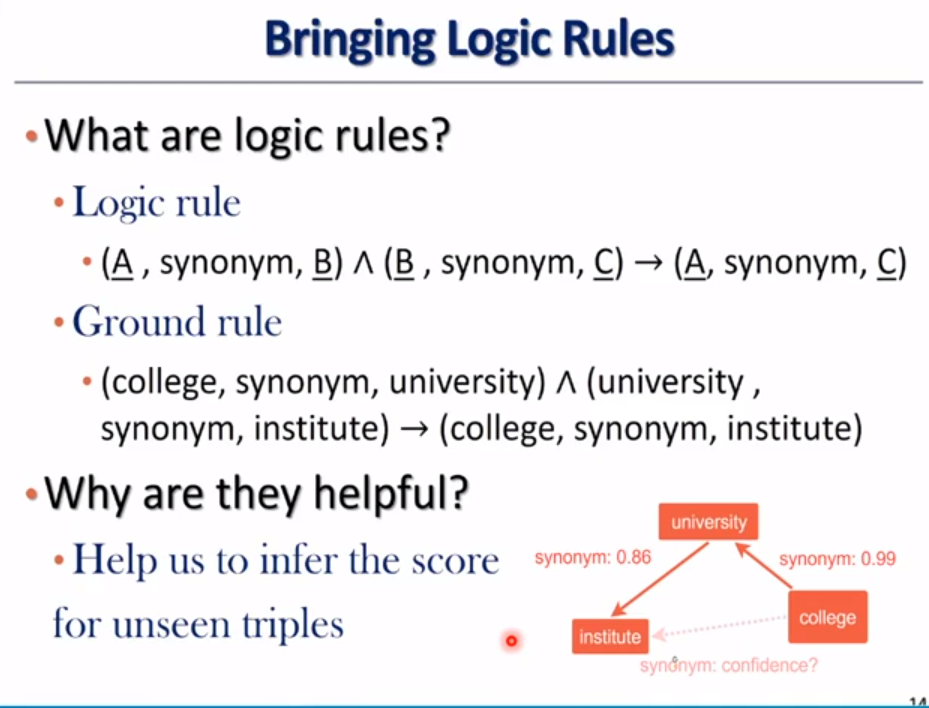 Bringing Logic Rules
• What are logic rules?
• Logic rule
• (A , synonym, B) ∧ (B , synonym, C) → (A, synonym, C)
• Ground rule
• (college, synonym, university) ∧ (university ,
synonym, institute) → (college, synonym, institute)
• Why are they helpful?
• Help us to infer the score
for unseen triples
university
synonym: 0.86
synonym: 0.99
college
institute
synonym: confidence?
14